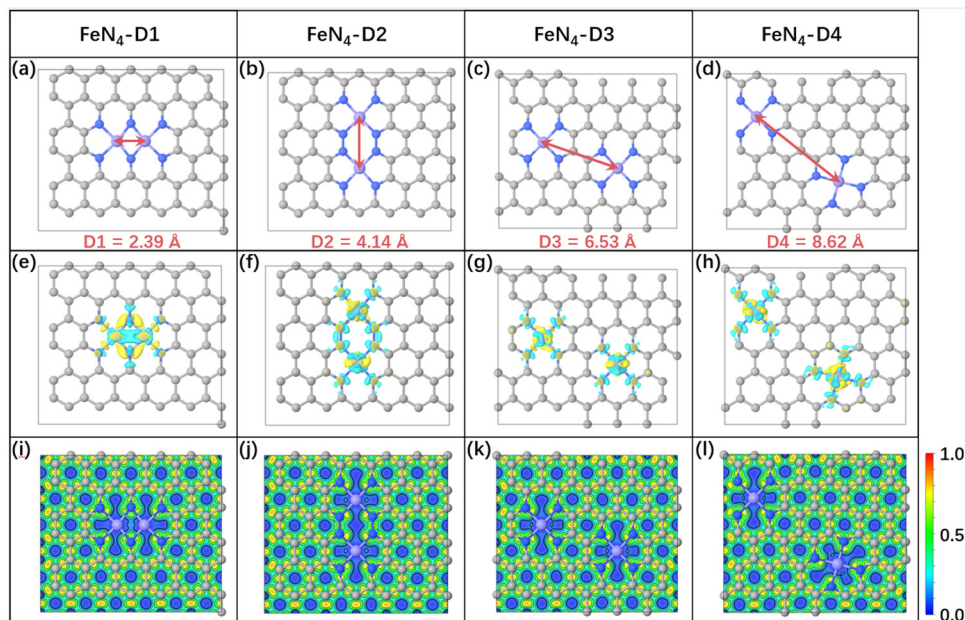 FeN₄-D1
FeN₄-D2
FeN₄-D3
FeN₄-D4
(a)
(b)
(c)
(d)
D1 = 2.39 Å
D2 = 4.14 Å
D3 = 6.53 Å
D4 = 8.62 Å
(e)
(f)
(g)
(h)
(i)
(j)
(k)
(l)
1.0
0.5
0.0